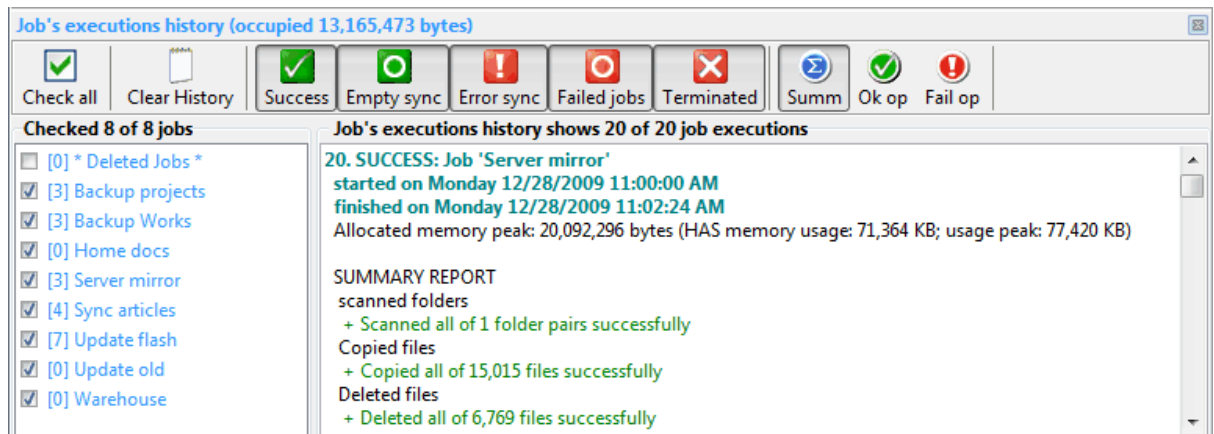 Job's executions history (occupied 13,165,473 bytes)
Check all Clear History Success Empty sync Error sync Failed jobs Terminated Summ Ok op Fail op
Checked 8 of 8 jobs
[0] * Deleted Jobs *
[3] Backup projects
[3] Backup Works
[0] Home docs
[3] Server mirror
[4] Sync articles
[7] Update flash
[0] Update old
[0] Warehouse
Job's executions history shows 20 of 20 job executions
20. SUCCESS: Job 'Server mirror'
started on Monday 12/28/2009 11:00:00 AM
finished on Monday 12/28/2009 11:02:24 AM
Allocated memory peak: 20,092,296 bytes (HAS memory usage: 71,364 KB; usage peak: 77,420 KB)
SUMMARY REPORT
scanned folders
+ Scanned all of 1 folder pairs successfully
Copied files
+ Copied all of 15,015 files successfully
Deleted files
+ Deleted all of 6,769 files successfully